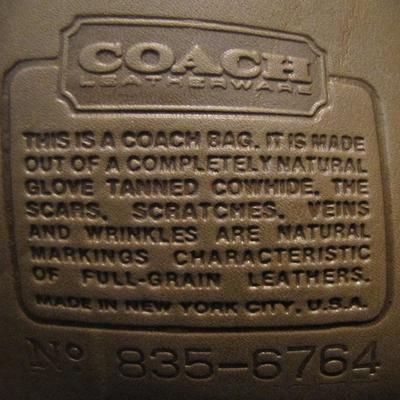 COACH
LEATHERWARE
THIS IS A COACH BAG. IT IS MADE
OUT OF A COMPLETELY NATURAL
GLOVE TANNED COWHIDE. THE
SCARS, SCRATCHES, VEINS
AND WRINKLES ARE NATURAL
MARKINGS CHARACTERISTIC
OF FULL-GRAIN LEATHERS.
MADE IN NEW YORK CITY, U.S.A.
Nº 835-6764